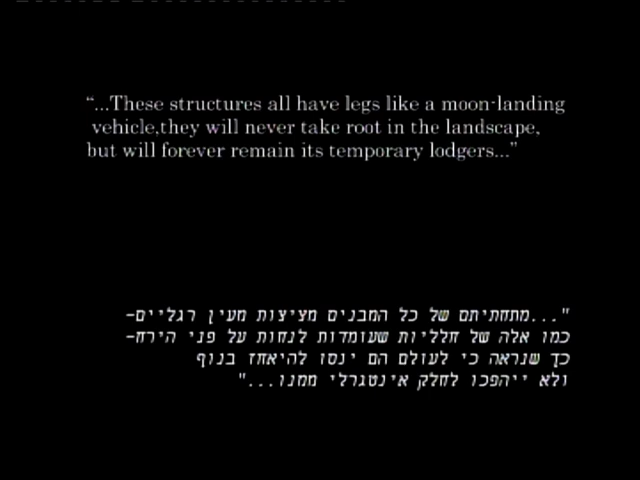 “...These structures all have legs like a moon-landing
vehicle,they will never take root in the landscape,
but will forever remain its temporary lodgers...”
"...מתחתיתם של כל המבנים מציצות מעין רגליים-
כמו אלה של חלליות שעומדות לנחות על פני הירח-
כך שנראה כי לעולם הם ינסו להיאחז בנוף
ולא ייהפכו לחלק אינטגרלי ממנו..."